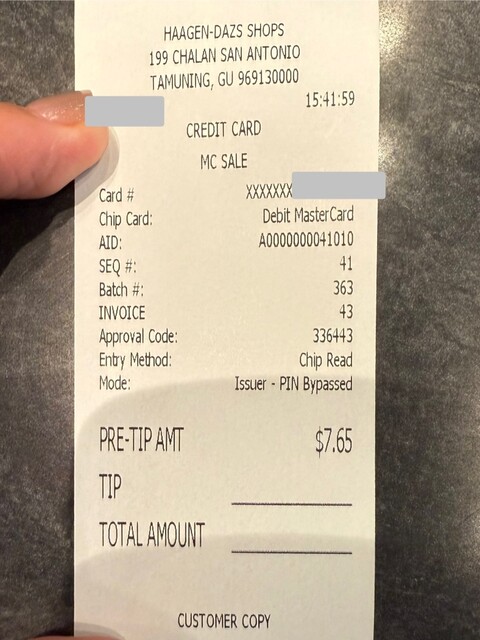 HAAGEN-DAZS SHOPS
199 CHALAN SAN ANTONIO
TAMUNING, GU 969130000
15:41:59
CREDIT CARD
MC SALE
Card # XXXXXXX
Chip Card: Debit MasterCard
AID: A0000000041010
SEQ #: 41
Batch #: 363
INVOICE 43
Approval Code: 336443
Entry Method: Chip Read
Mode: Issuer - PIN Bypassed
PRE-TIP AMT $7.65
TIP
TOTAL AMOUNT
CUSTOMER COPY